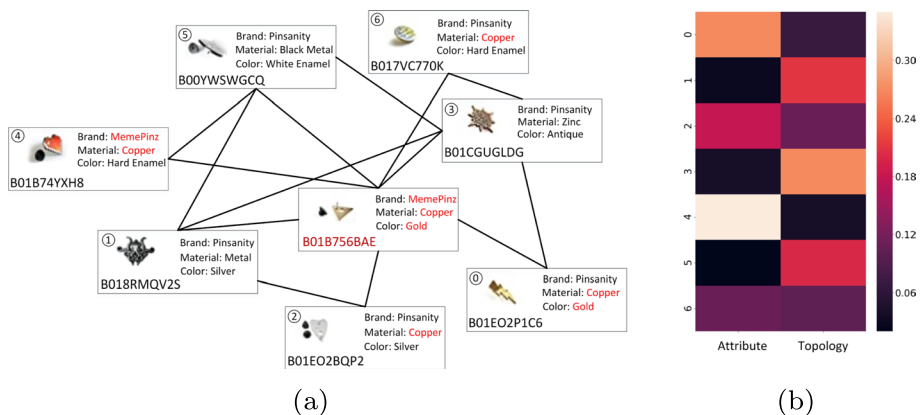 ⑤
Brand: Pinsanity
Material: Black Metal
Color: White Enamel
B00YWSWGCQ
⑥
Brand: Pinsanity
Material: Copper
Color: Hard Enamel
B017VC770K
③
Brand: Pinsanity
Material: Zinc
Color: Antique
B01CGUGLDG
④
Brand: MemePinz
Material: Copper
Color: Hard Enamel
B01B74YXH8
Brand: MemePinz
Material: Copper
Color: Gold
B01B756BAE
①
Brand: Pinsanity
Material: Metal
Color: Silver
B018RMQV2S
⓪
Brand: Pinsanity
Material: Copper
Color: Gold
B01EO2P1C6
②
Brand: Pinsanity
Material: Copper
Color: Silver
B01EO2BQP2
(a)
0
1
2
3
4
5
6
Attribute Topology
0.30
0.24
0.18
0.12
0.06
(b)